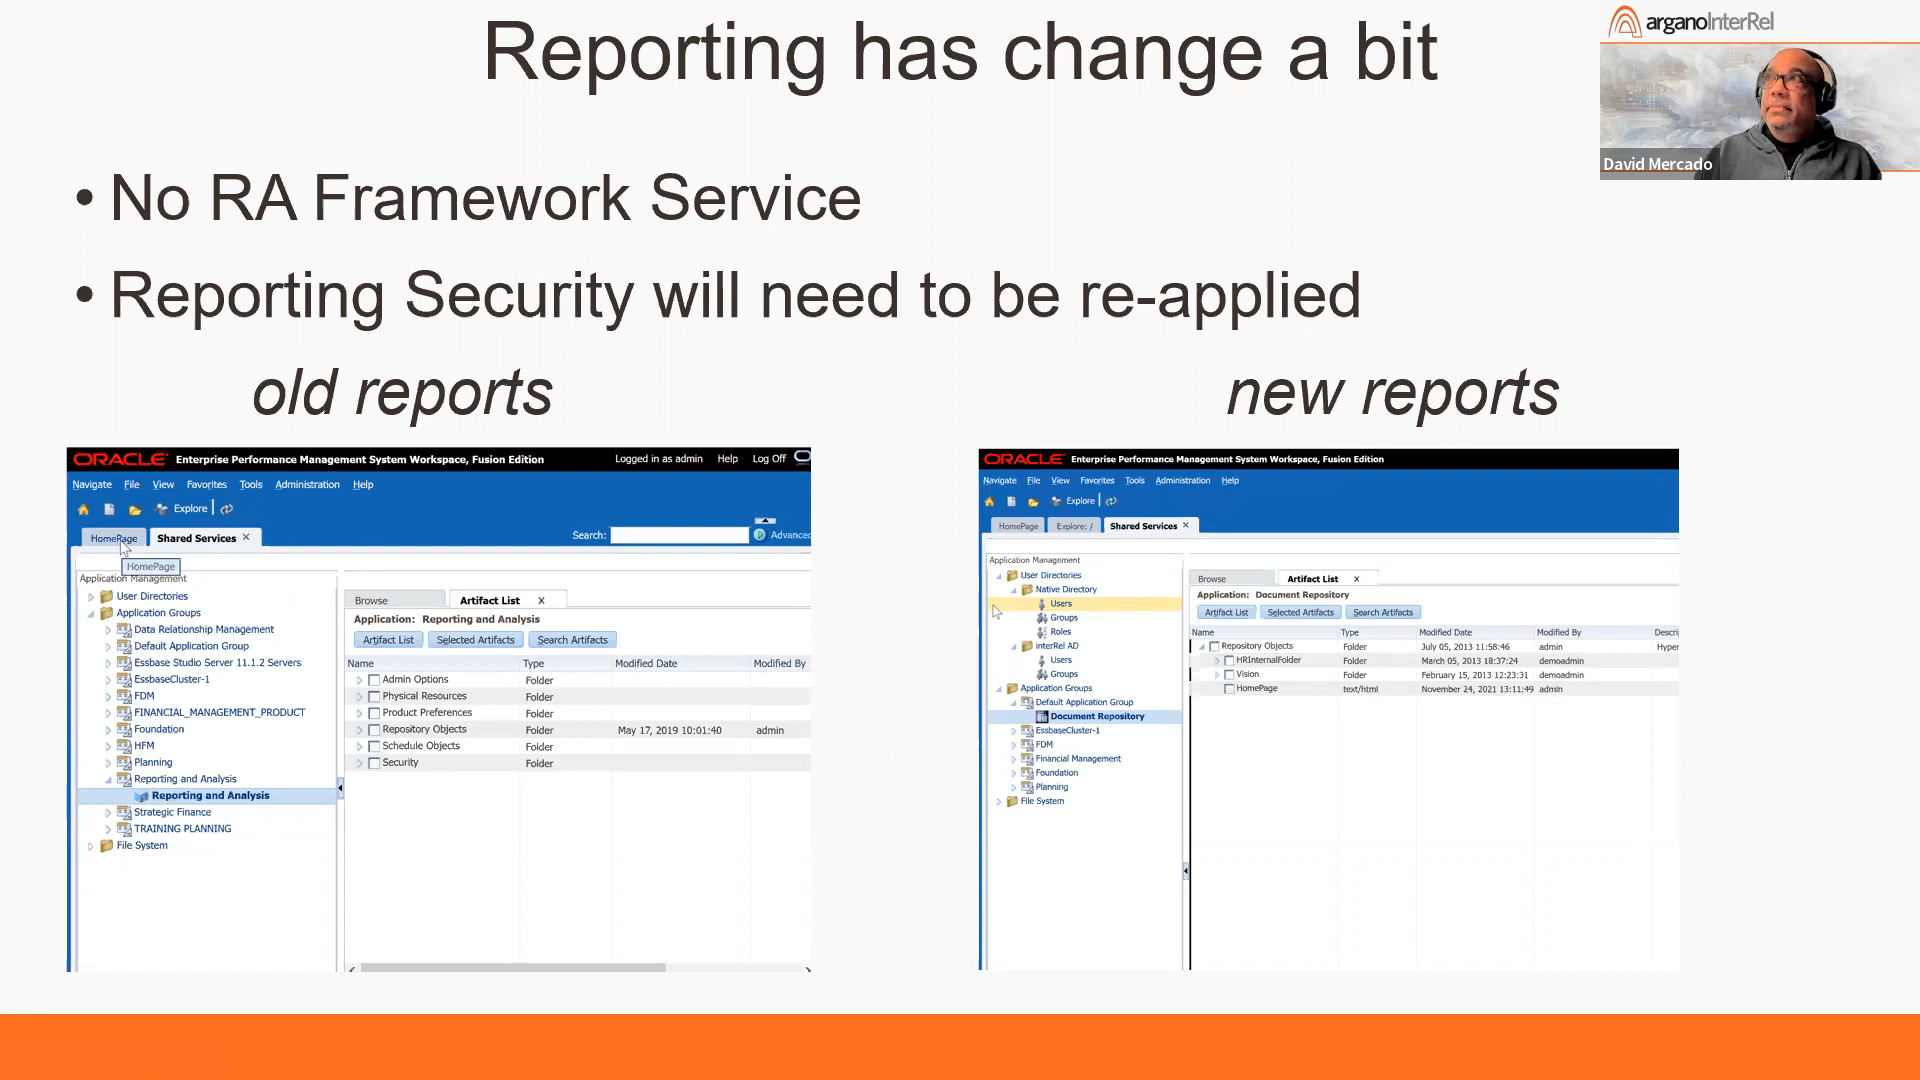 Reporting has change a bit
arganoInterRel
David Mercado
• No RA Framework Service
• Reporting Security will need to be re-applied
old reports
new reports
ORACLE Enterprise Performance Management System Workspace, Fusion Edition Logged in as admin Help Log Off
Navigate File View Favorites Tools Administration Help
Explore
HomePage Shared Services X
Search: Advanced
HomePage
Application Management
User Directories
Application Groups
Data Relationship Management
Default Application Group
Essbase Studio Server 11.1.2 Servers
EssbaseCluster-1
FDM
FINANCIAL_MANAGEMENT_PRODUCT
Foundation
HFM
Planning
Reporting and Analysis
Reporting and Analysis
Strategic Finance
TRAINING PLANNING
File System
Browse Artifact List X
Application: Reporting and Analysis
Artifact List Selected Artifacts Search Artifacts
Name Type Modified Date Modified By
Admin Options Folder
Physical Resources Folder
Product Preferences Folder
Repository Objects Folder May 17, 2019 10:01:40 admin
Schedule Objects Folder
Security Folder
ORACLE Enterprise Performance Management System Workspace, Fusion Edition
Navigate File View Favorites Tools Administration Help
Explore
HomePage Explore: / Shared Services X
Application Management
User Directories
Native Directory
Users
Groups
Roles
interRel AD
Users
Groups
Application Groups
Default Application Group
Document Repository
EssbaseCluster-1
FDM
Financial Management
Foundation
Planning
File System
Browse Artifact List X
Application: Document Repository
Artifact List Selected Artifacts Search Artifacts
Name Type Modified Date Modified By Descri
Repository Objects Folder July 05, 2013 11:58:46 admin Hyper
HRInternalFolder Folder March 05, 2013 18:37:24 demoadmin
Vision Folder February 15, 2013 12:23:31 demoadmin
HomePage text/html November 24, 2021 13:11:49 admin